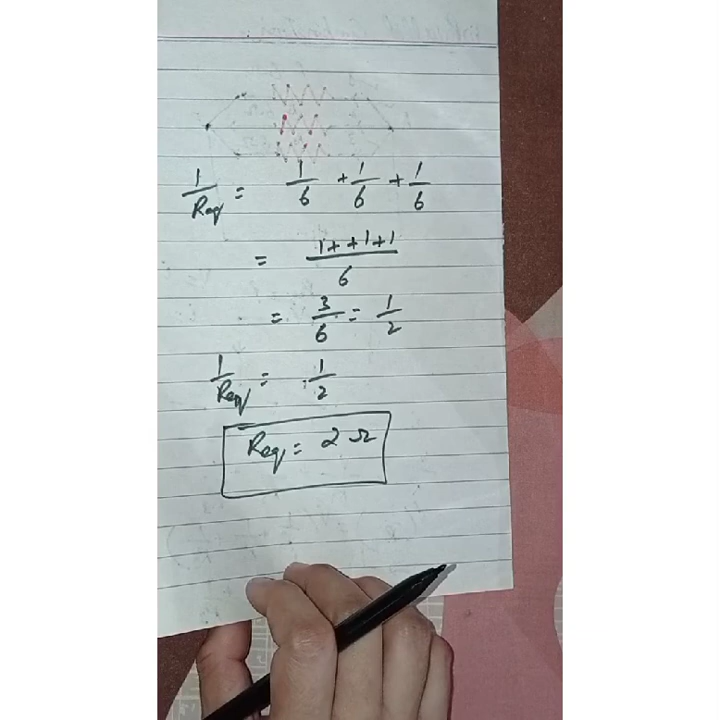 1/Req = 1/6 + 1/6 + 1/6
= 1+ +1+1/6
= 3/6 = 1/2
1/Req = 1/2
Req = 2 Ω